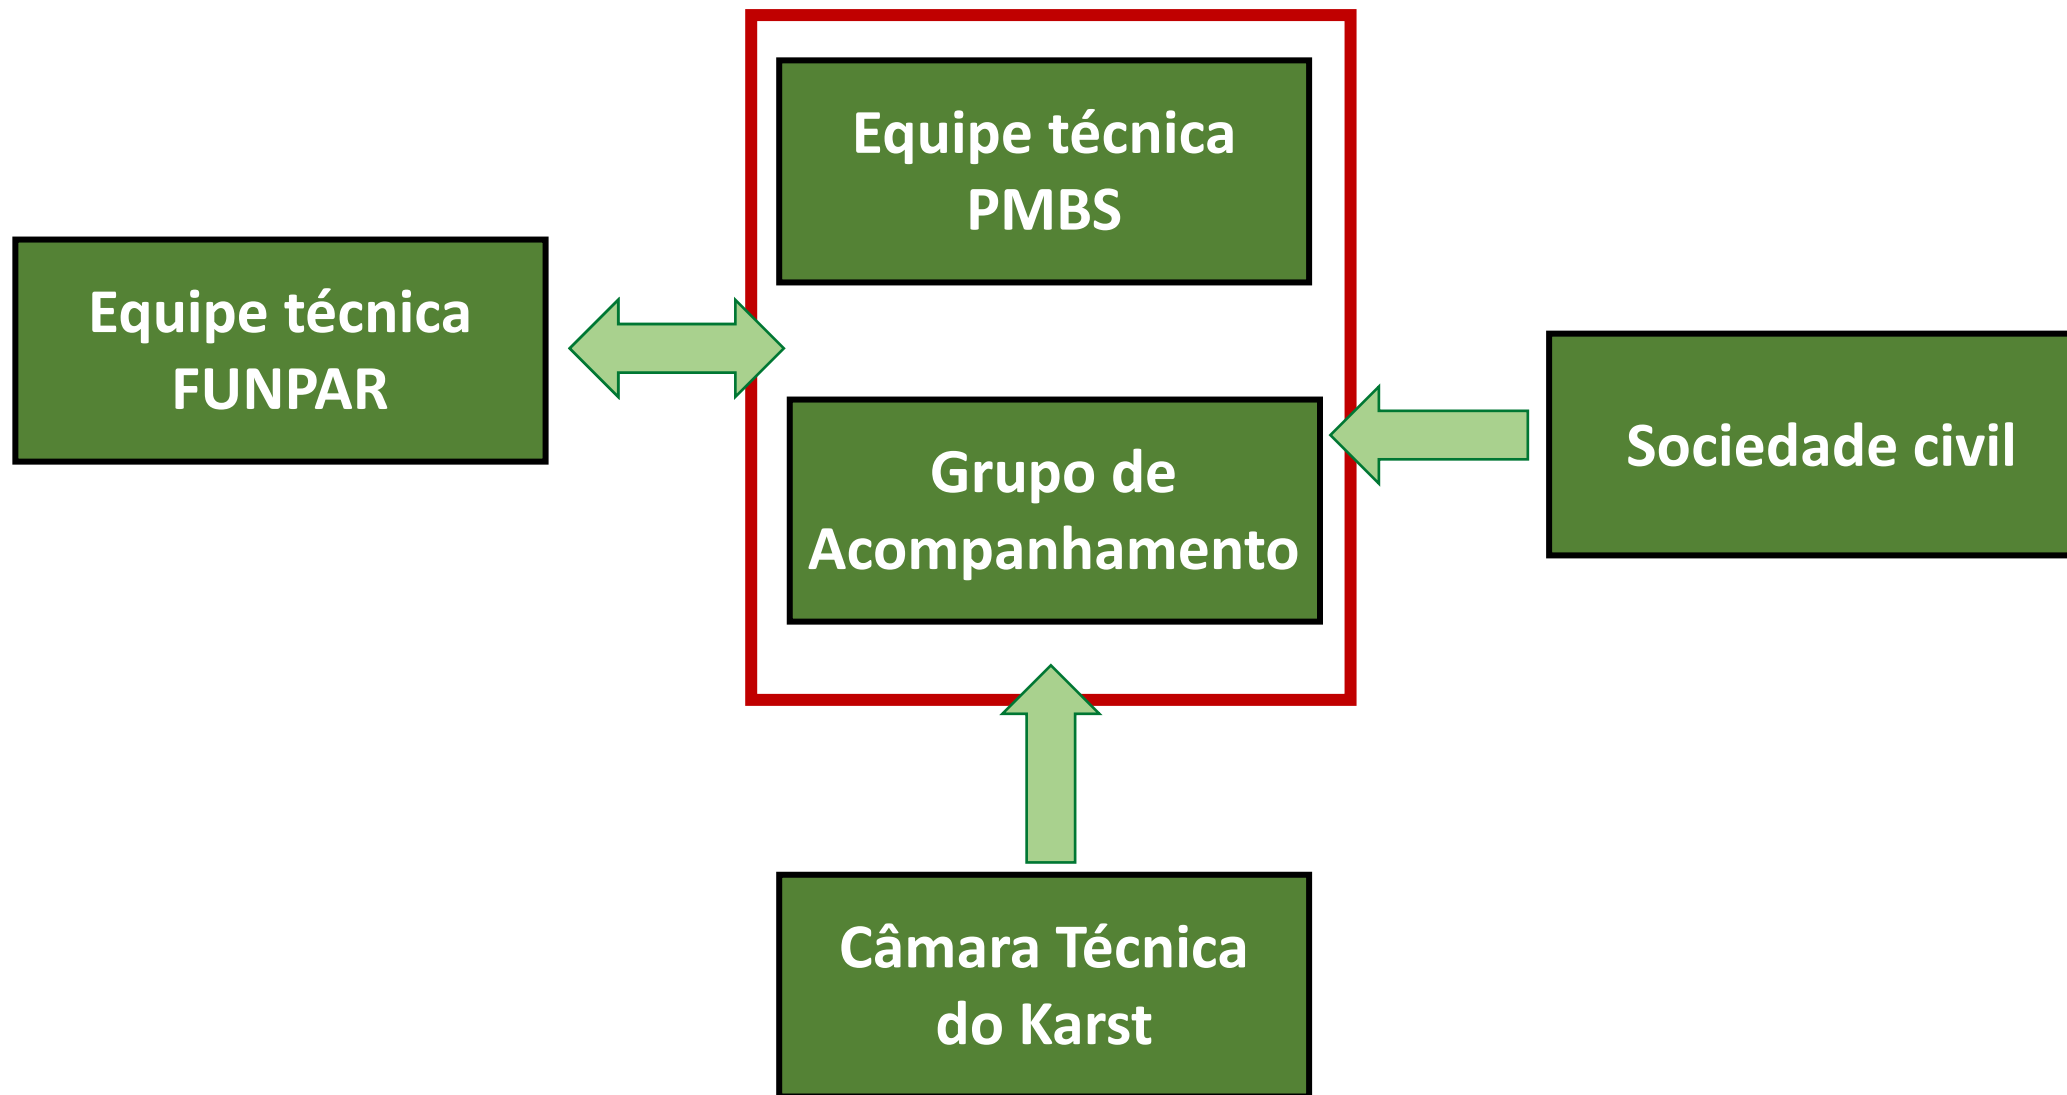 Equipe técnica
PMBS
Equipe técnica
FUNPAR
Grupo de
Acompanhamento
Sociedade civil
Câmara Técnica
do Karst